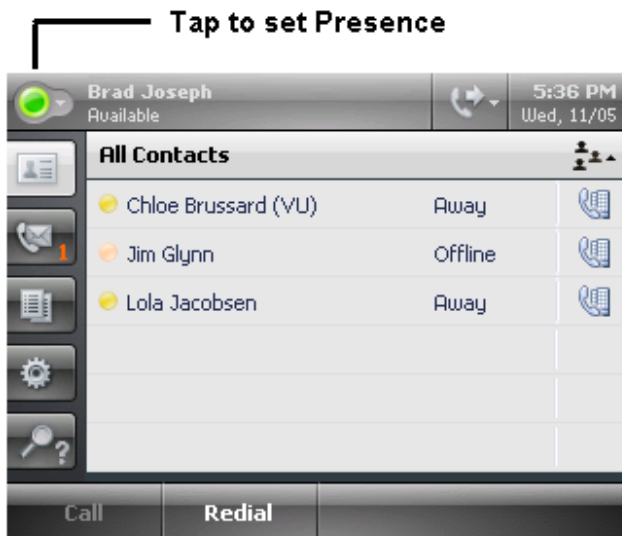 Tap to set Presence
Brad Joseph
Available
5:36 PM
Wed, 11/05
All Contacts
Chloe Brussard (VU) Away
1
Jim Glynn Offline
Lola Jacobsen Away
?
Call Redial